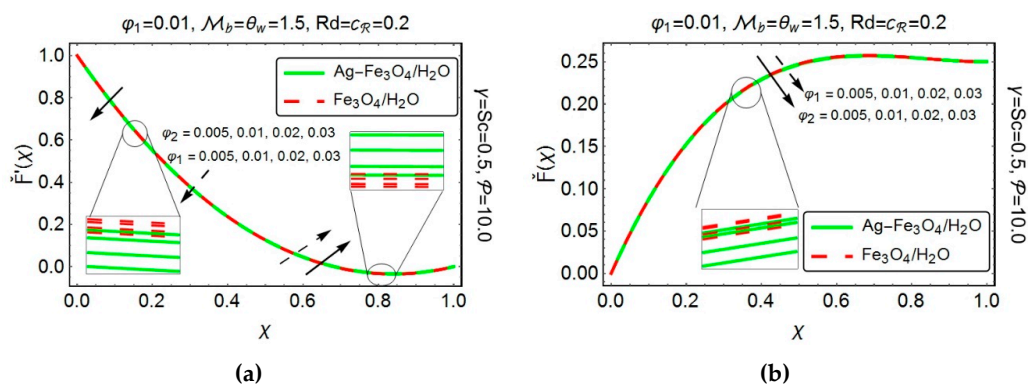 φ₁=0.01, ℳ_b=θ_w=1.5, Rd=c_ℛ=0.2
Ag–Fe₃O₄/H₂O
Fe₃O₄/H₂O
φ₂ = 0.005, 0.01, 0.02, 0.03
φ₁ = 0.005, 0.01, 0.02, 0.03
F̌'(χ)
1.0
0.8
0.6
0.4
0.2
0.0
0.0 0.2 0.4 0.6 0.8 1.0
χ
γ=Sc=0.5, 𝒫=10.0
(a)
φ₁=0.01, ℳ_b=θ_w=1.5, Rd=c_ℛ=0.2
φ₁ = 0.005, 0.01, 0.02, 0.03
φ₂ = 0.005, 0.01, 0.02, 0.03
Ag–Fe₃O₄/H₂O
Fe₃O₄/H₂O
F̌(χ)
0.25
0.20
0.15
0.10
0.05
0.00
0.0 0.2 0.4 0.6 0.8 1.0
χ
γ=Sc=0.5, 𝒫=10.0
(b)